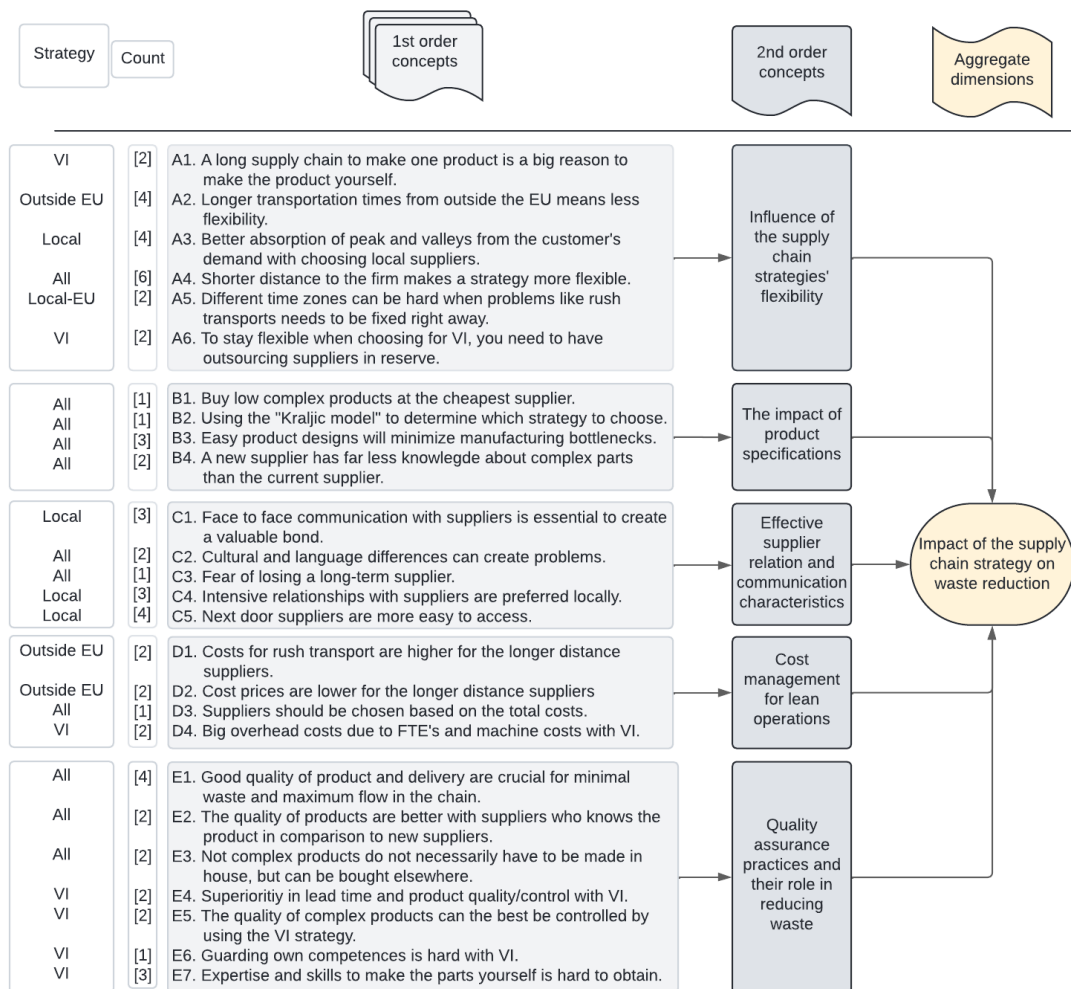 Strategy
Count
1st order
concepts
2nd order
concepts
Aggregate
dimensions
VI [2] A1. A long supply chain to make one product is a big reason to
make the product yourself.
Outside EU [4] A2. Longer transportation times from outside the EU means less
flexibility.
Local [4] A3. Better absorption of peak and valleys from the customer's
demand with choosing local suppliers.
All [6] A4. Shorter distance to the firm makes a strategy more flexible.
Local-EU [2] A5. Different time zones can be hard when problems like rush
transports needs to be fixed right away.
VI [2] A6. To stay flexible when choosing for VI, you need to have
outsourcing suppliers in reserve.
Influence of
the supply
chain
strategies'
flexibility
All [1] B1. Buy low complex products at the cheapest supplier.
All [1] B2. Using the "Kraljic model" to determine which strategy to choose.
All [3] B3. Easy product designs will minimize manufacturing bottlenecks.
All [2] B4. A new supplier has far less knowlegde about complex parts
than the current supplier.
The impact of
product
specifications
Local [3] C1. Face to face communication with suppliers is essential to create
a valuable bond.
All [2] C2. Cultural and language differences can create problems.
All [1] C3. Fear of losing a long-term supplier.
Local [3] C4. Intensive relationships with suppliers are preferred locally.
Local [4] C5. Next door suppliers are more easy to access.
Effective
supplier
relation and
communication
characteristics
Impact of the supply
chain strategy on
waste reduction
Outside EU [2] D1. Costs for rush transport are higher for the longer distance
suppliers.
Outside EU [2] D2. Cost prices are lower for the longer distance suppliers
All [1] D3. Suppliers should be chosen based on the total costs.
VI [2] D4. Big overhead costs due to FTE's and machine costs with VI.
Cost
management
for lean
operations
All [4] E1. Good quality of product and delivery are crucial for minimal
waste and maximum flow in the chain.
All [2] E2. The quality of products are better with suppliers who knows the
product in comparison to new suppliers.
All [2] E3. Not complex products do not necessarily have to be made in
house, but can be bought elsewhere.
VI [2] E4. Superioritiy in lead time and product quality/control with VI.
VI [2] E5. The quality of complex products can the best be controlled by
using the VI strategy.
VI [1] E6. Guarding own competences is hard with VI.
VI [3] E7. Expertise and skills to make the parts yourself is hard to obtain.
Quality
assurance
practices and
their role in
reducing
waste